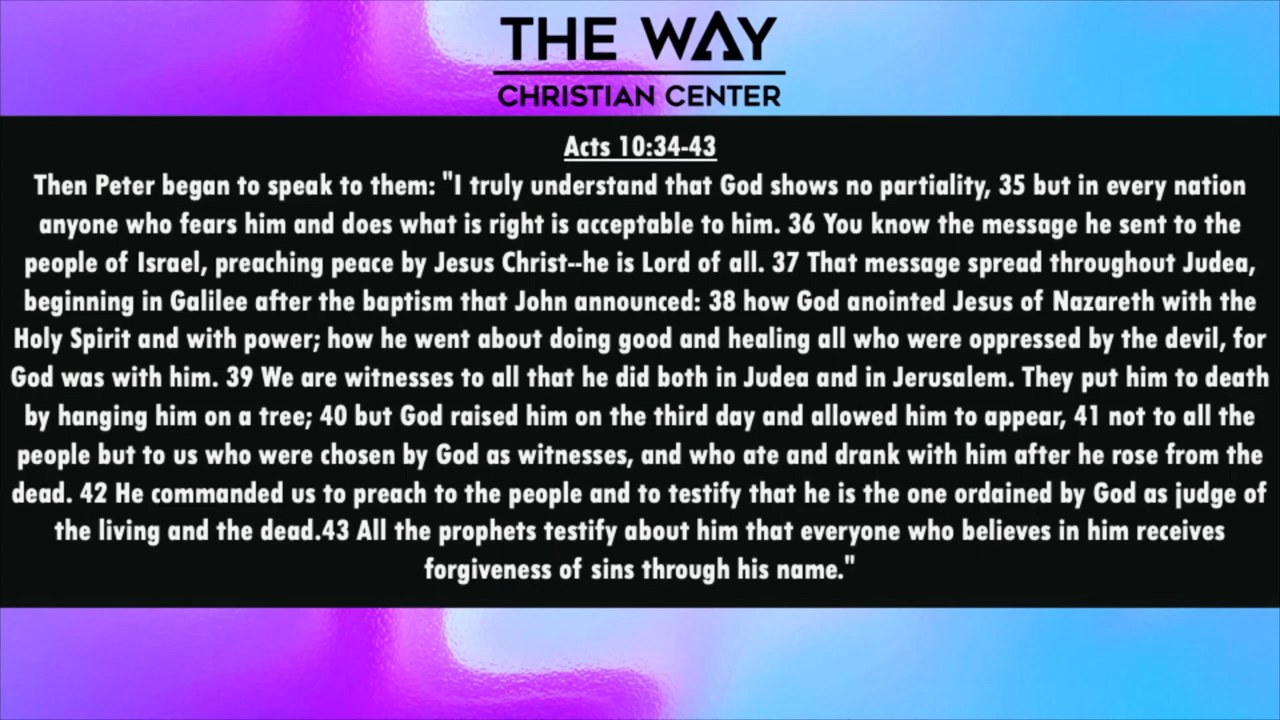 THE WAY
CHRISTIAN CENTER
Acts 10:34-43
Then Peter began to speak to them: "I truly understand that God shows no partiality, 35 but in every nation
anyone who fears him and does what is right is acceptable to him. 36 You know the message he sent to the
people of Israel, preaching peace by Jesus Christ--he is Lord of all. 37 That message spread throughout Judea,
beginning in Galilee after the baptism that John announced: 38 how God anointed Jesus of Nazareth with the
Holy Spirit and with power; how he went about doing good and healing all who were oppressed by the devil, for
God was with him. 39 We are witnesses to all that he did both in Judea and in Jerusalem. They put him to death
by hanging him on a tree; 40 but God raised him on the third day and allowed him to appear, 41 not to all the
people but to us who were chosen by God as witnesses, and who ate and drank with him after he rose from the
dead. 42 He commanded us to preach to the people and to testify that he is the one ordained by God as judge of
the living and the dead.43 All the prophets testify about him that everyone who believes in him receives
forgiveness of sins through his name."